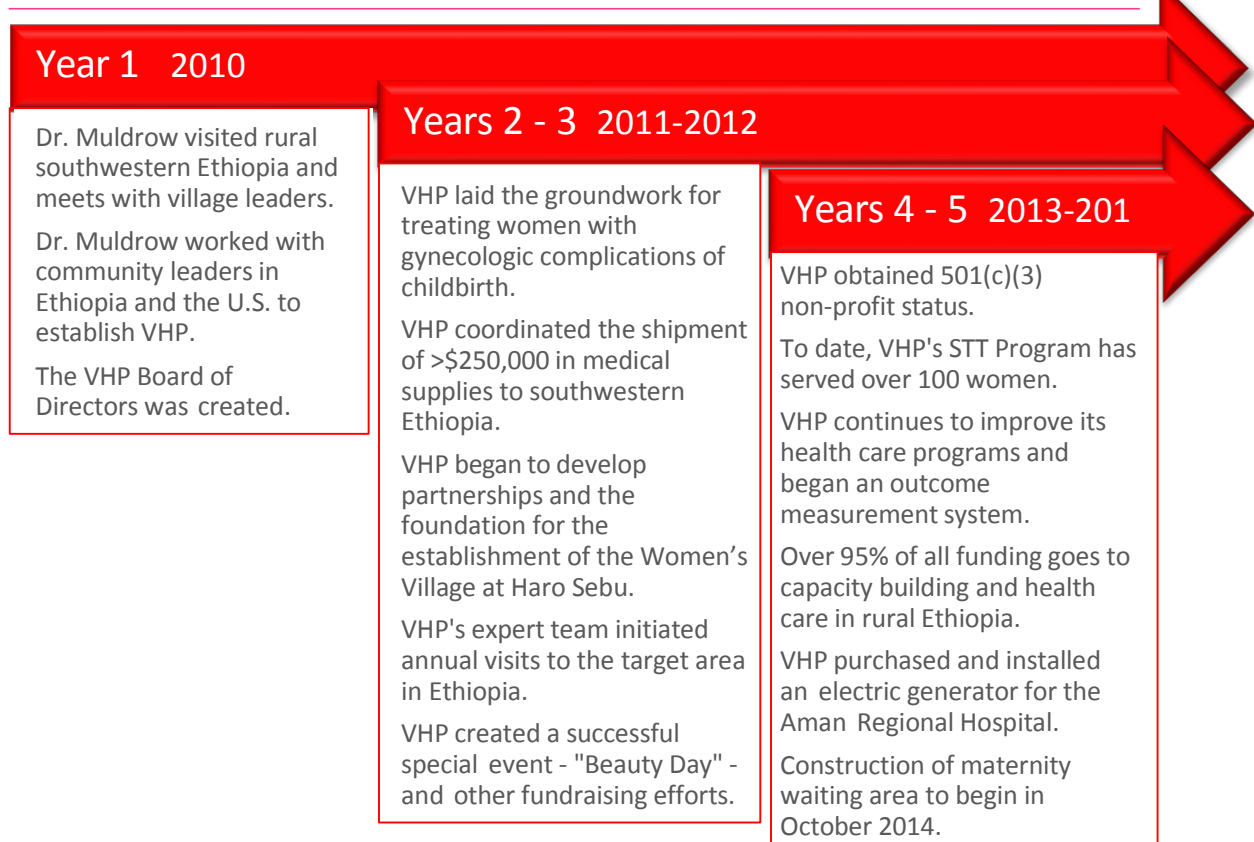 Year 1 2010
Dr. Muldrow visited rural
southwestern Ethiopia and
meets with village leaders.
Dr. Muldrow worked with
community leaders in
Ethiopia and the U.S. to
establish VHP.
The VHP Board of
Directors was created.
Years 2 - 3 2011-2012
VHP laid the groundwork for
treating women with
gynecologic complications of
childbirth.
VHP coordinated the shipment
of >$250,000 in medical
supplies to southwestern
Ethiopia.
VHP began to develop
partnerships and the
foundation for the
establishment of the Women’s
Village at Haro Sebu.
VHP's expert team initiated
annual visits to the target area
in Ethiopia.
VHP created a successful
special event - "Beauty Day" -
and other fundraising efforts.
Years 4 - 5 2013-201
VHP obtained 501(c)(3)
non-profit status.
To date, VHP's STT Program has
served over 100 women.
VHP continues to improve its
health care programs and
began an outcome
measurement system.
Over 95% of all funding goes to
capacity building and health
care in rural Ethiopia.
VHP purchased and installed
an electric generator for the
Aman Regional Hospital.
Construction of maternity
waiting area to begin in
October 2014.